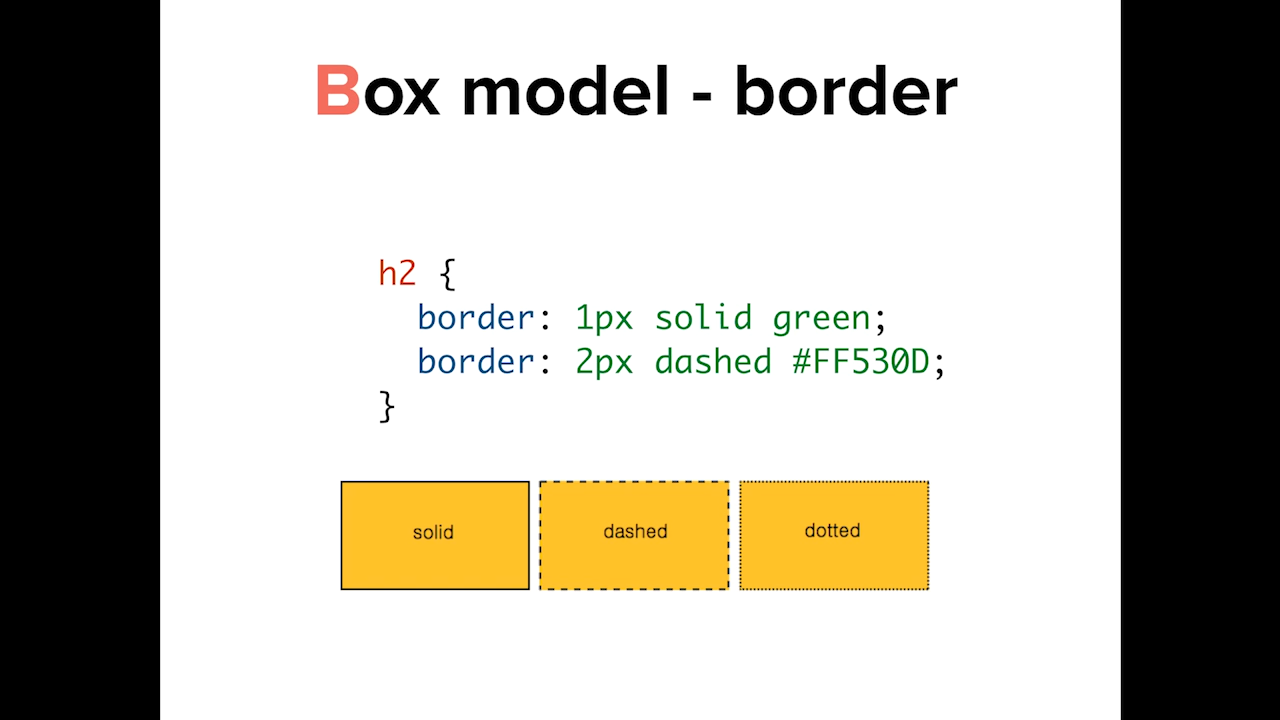 Box model - border
h2 {
  border: 1px solid green;
  border: 2px dashed #FF530D;
}
solid dashed dotted